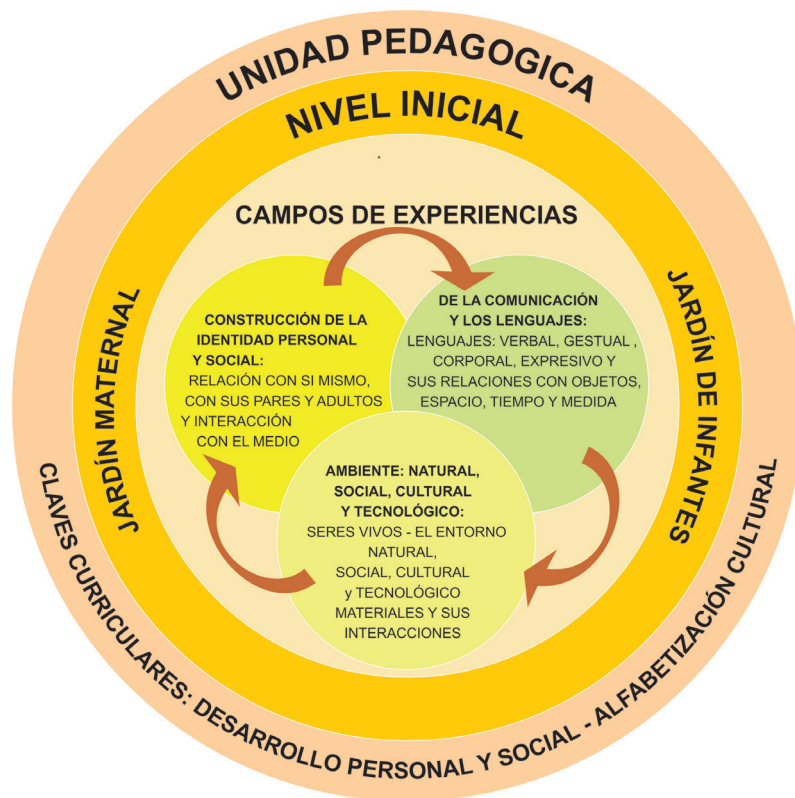 UNIDAD PEDAGOGICA
NIVEL INICIAL
JARDÍN MATERNAL
JARDÍN DE INFANTES
CAMPOS DE EXPERIENCIAS
CONSTRUCCIÓN DE LA
IDENTIDAD PERSONAL
Y SOCIAL:
RELACIÓN CON SI MISMO,
CON SUS PARES Y ADULTOS
Y INTERACCIÓN
CON EL MEDIO
DE LA COMUNICACIÓN
Y LOS LENGUAJES:
LENGUAJES: VERBAL, GESTUAL ,
CORPORAL, EXPRESIVO Y
SUS RELACIONES CON OBJETOS,
ESPACIO, TIEMPO Y MEDIDA
AMBIENTE: NATURAL,
SOCIAL, CULTURAL
Y TECNOLÓGICO:
SERES VIVOS - EL ENTORNO
NATURAL,
SOCIAL, CULTURAL
y TECNOLÓGICO
MATERIALES Y SUS
INTERACCIONES
CLAVES CURRICULARES: DESARROLLO PERSONAL Y SOCIAL - ALFABETIZACIÓN CULTURAL